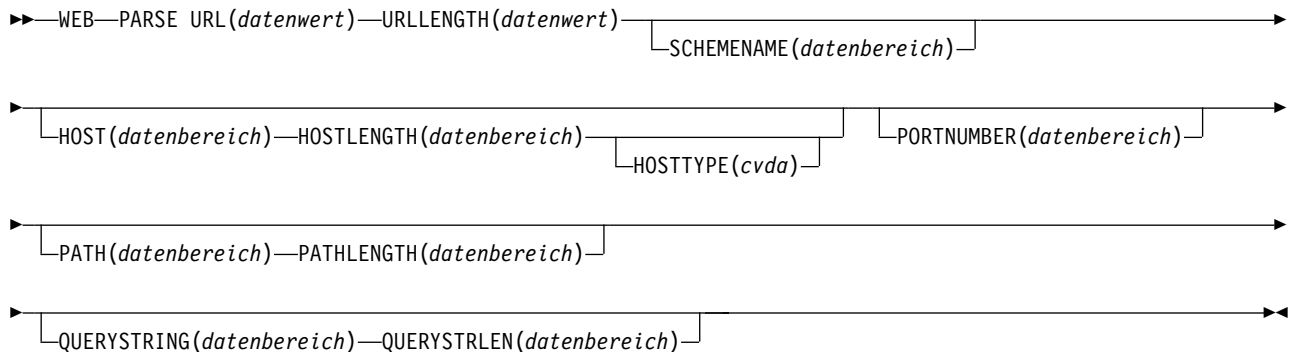 WEB PARSE URL(datenwert) URLLENGTH(datenwert)
SCHEMENAME(datenbereich)
HOST(datenbereich) HOSTLENGTH(datenbereich) PORTNUMBER(datenbereich)
HOSTTYPE(cvda)
PATH(datenbereich) PATHLENGTH(datenbereich)
QUERYSTRING(datenbereich) QUERYSTRLEN(datenbereich)